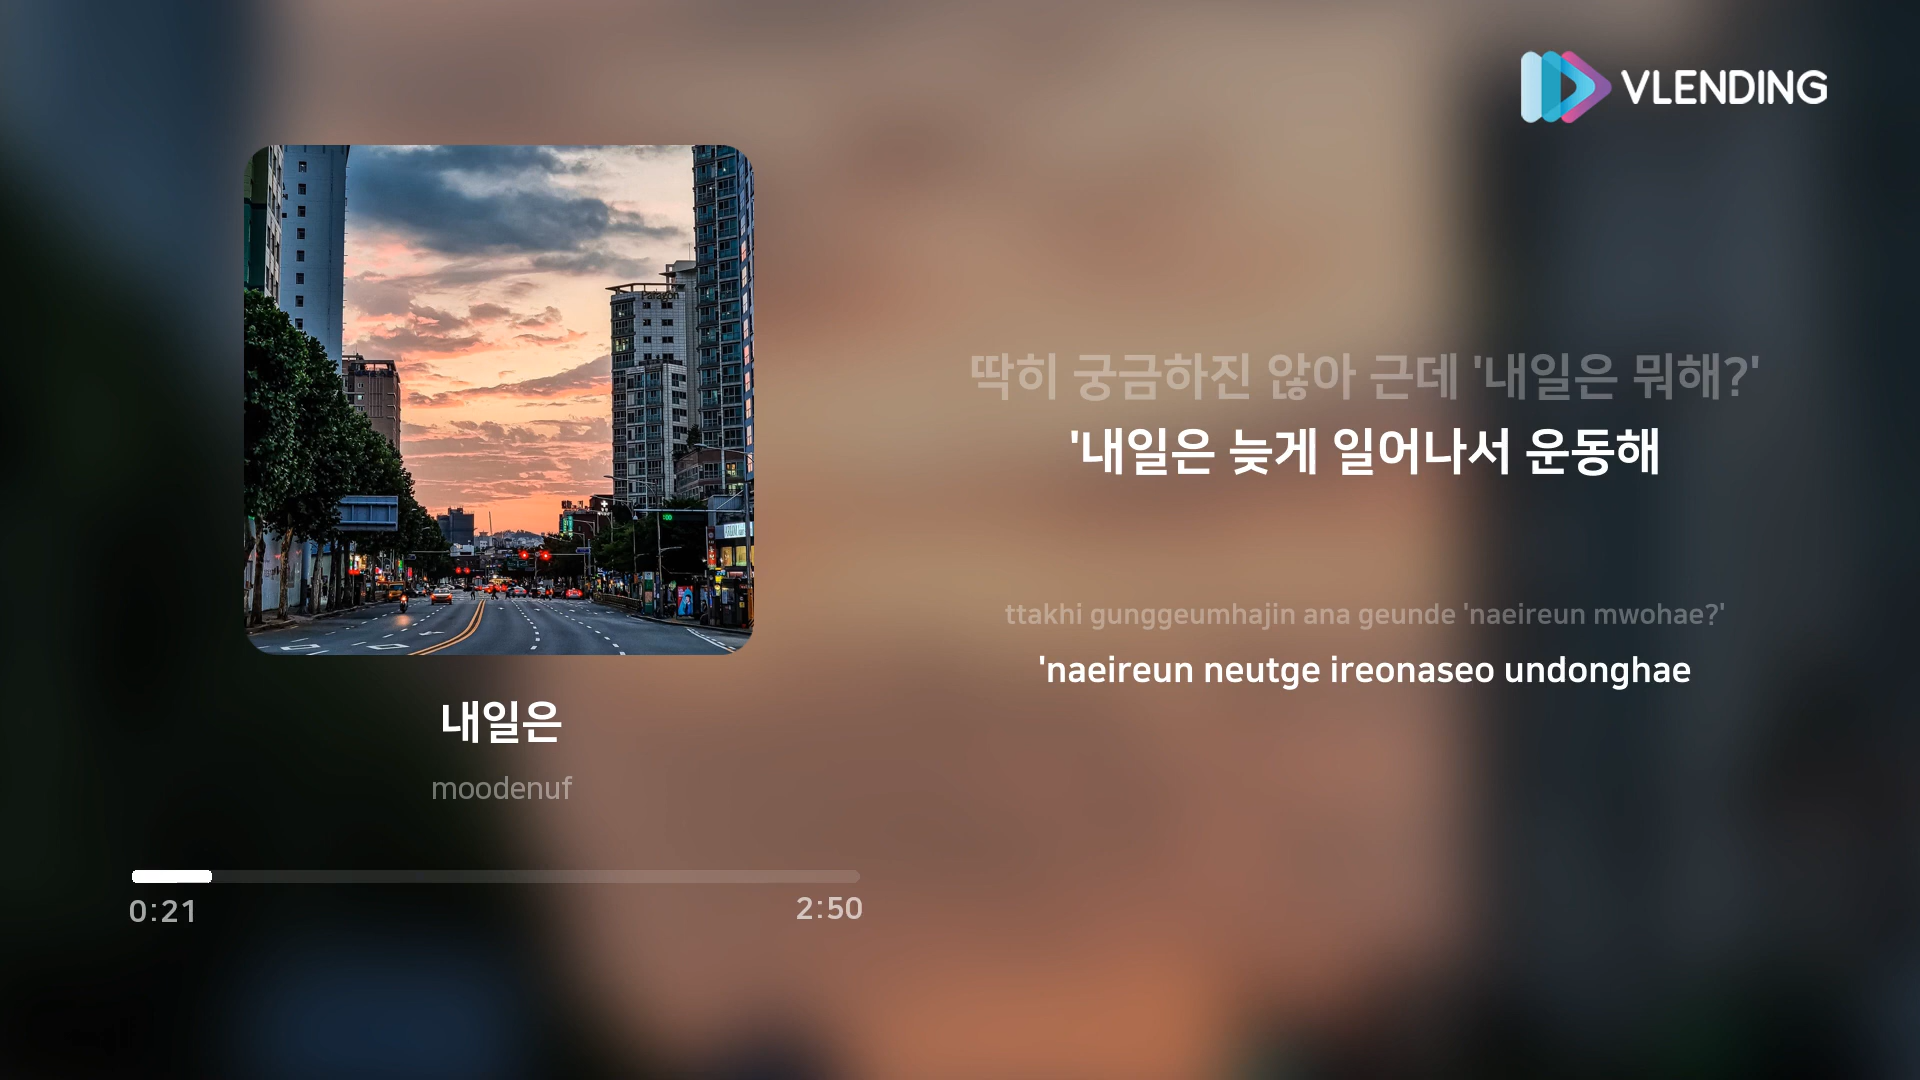 VLENDING
Paragon
딱히 궁금하진 않아 근데 '내일은 뭐해?'
'내일은 늦게 일어나서 운동해
ttakhi gunggeumhajin ana geunde 'naeireun mwohae?'
'naeireun neutge ireonaseo undonghae
내일은
moodenuf
0:21
2:50